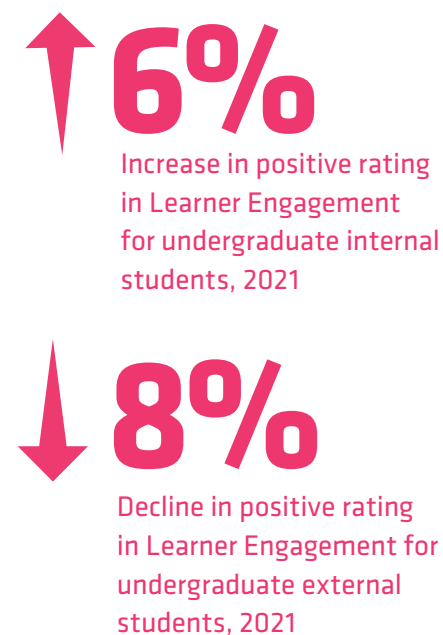 6%
Increase in positive rating
in Learner Engagement
for undergraduate internal
students, 2021
8%
Decline in positive rating
in Learner Engagement for
undergraduate external
students, 2021